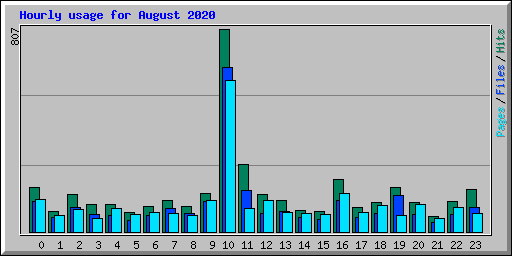 Hourly usage for August 2020
807
Pages/Files/Hits
0 1 2 3 4 5 6 7 8 9 10 11 12 13 14 15 16 17 18 19 20 21 22 23